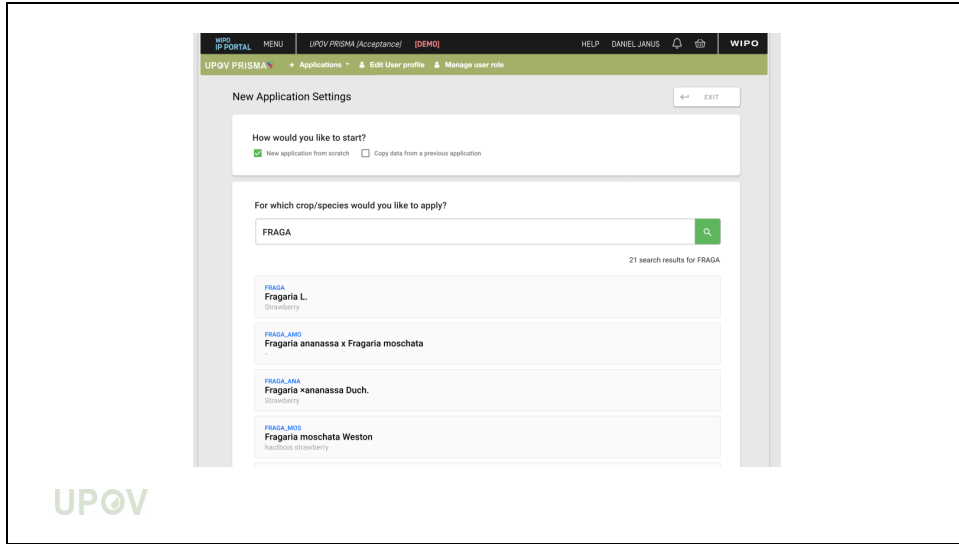 WIPO
IP PORTAL MENU UPOV PRISMA [Acceptance] [DEMO] HELP DANIEL JANUS WIPO
UPOV PRISMA + Applications Edit User profile Manage user role
New Application Settings
EXIT
How would you like to start?
New application from scratch Copy data from a previous application
For which crop/species would you like to apply?
FRAGA
21 search results for FRAGA
FRAGA
Fragaria L.
Strawberry
FRAGA_AMO
Fragaria ananassa x Fragaria moschata
-
FRAGA_ANA
Fragaria ×ananassa Duch.
Strawberry
FRAGA_MOS
Fragaria moschata Weston
hautbois strawberry
UPOV